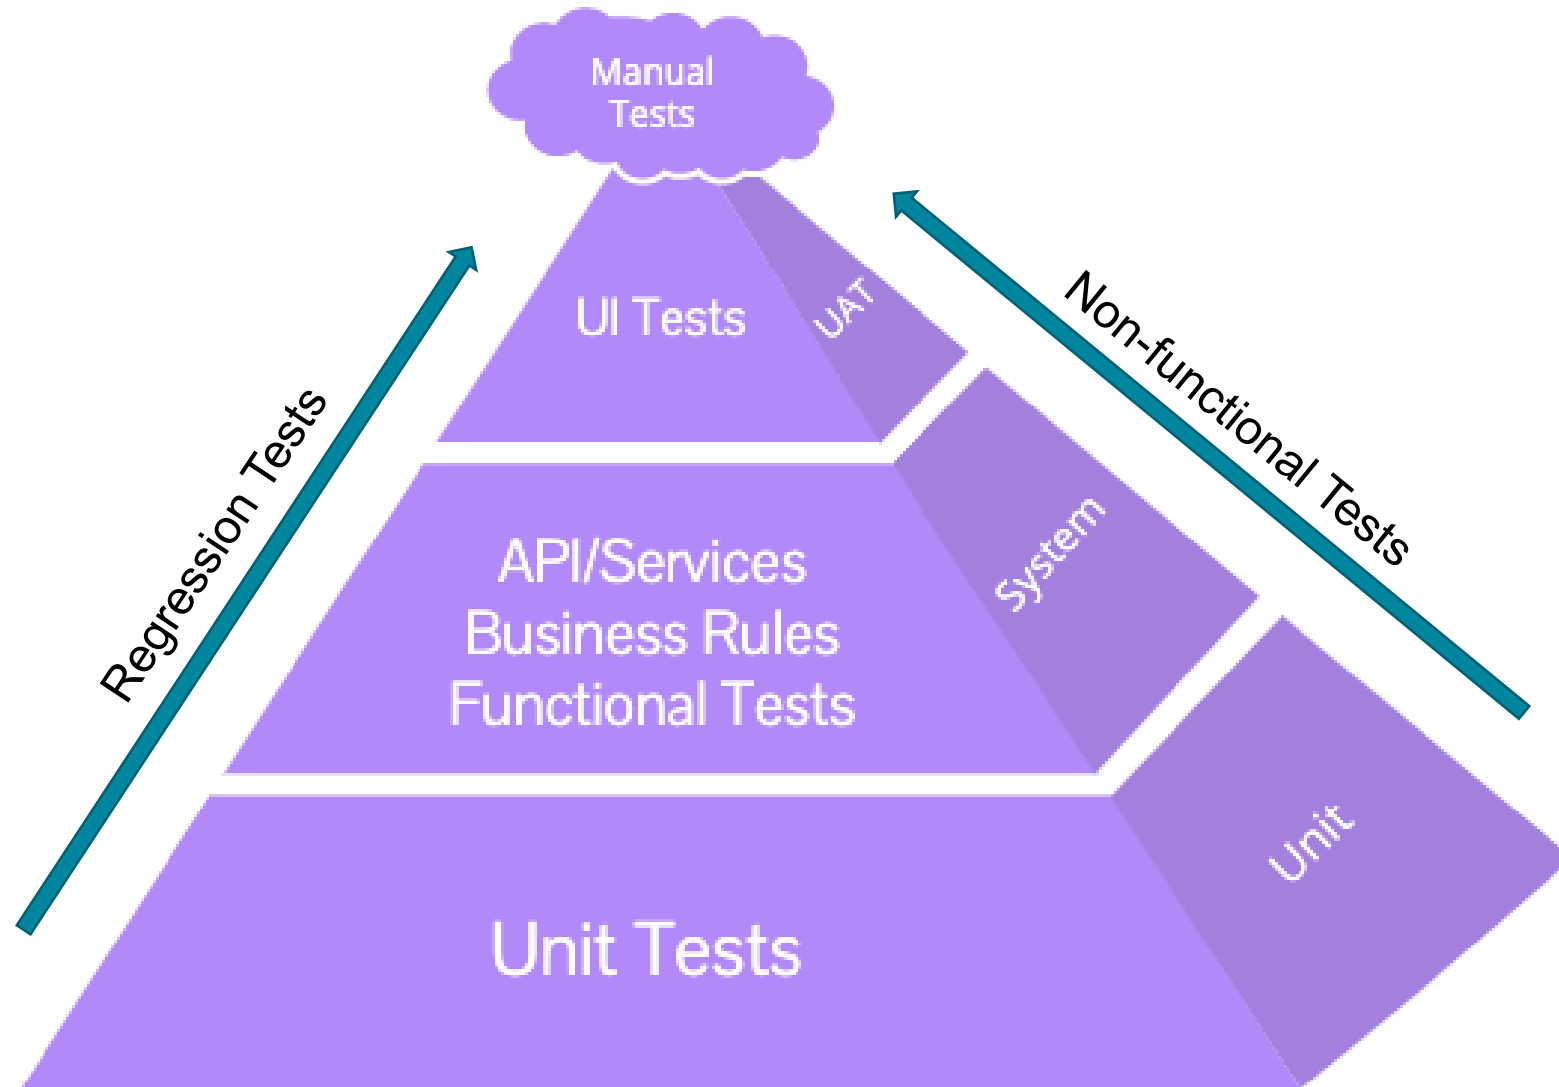 Manual
Tests
UI Tests
UAT
API/Services
Business Rules
Functional Tests
System
Unit Tests
Unit
Regression Tests
Non-functional Tests